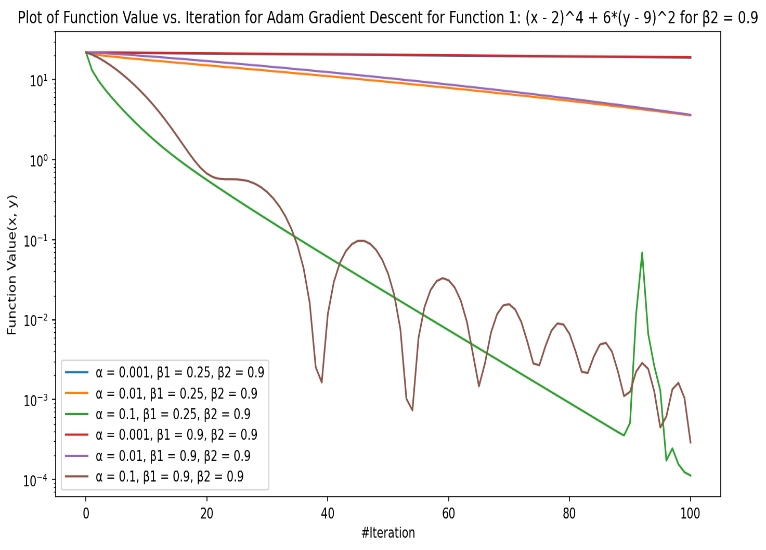 Plot of Function Value vs. Iteration for Adam Gradient Descent for Function 1: (x - 2)^4 + 6*(y - 9)^2 for β2 = 0.9
Function Value(x, y)
10^1
10^0
10^−1
10^−2
10^−3
10^−4
α = 0.001, β1 = 0.25, β2 = 0.9
α = 0.01, β1 = 0.25, β2 = 0.9
α = 0.1, β1 = 0.25, β2 = 0.9
α = 0.001, β1 = 0.9, β2 = 0.9
α = 0.01, β1 = 0.9, β2 = 0.9
α = 0.1, β1 = 0.9, β2 = 0.9
0 20 40 60 80 100
#Iteration